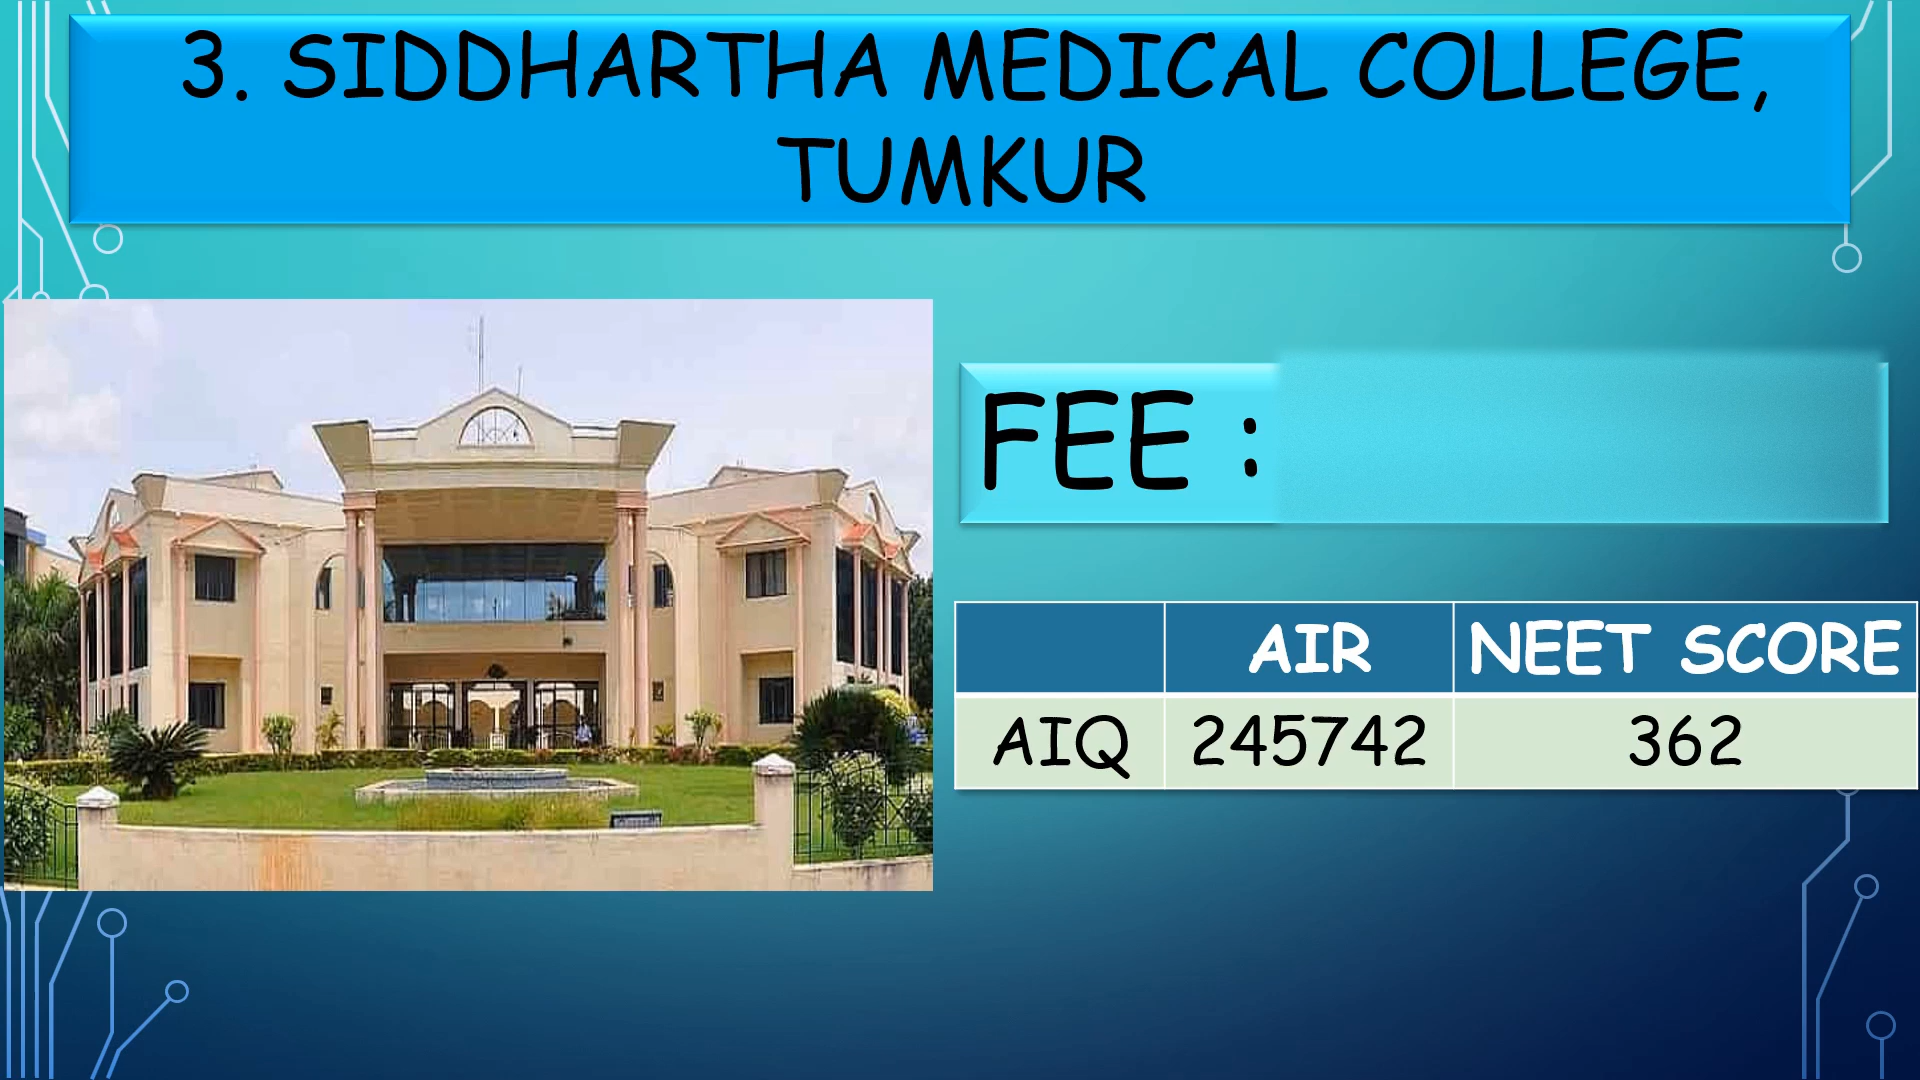 3. SIDDHARTHA MEDICAL COLLEGE,
TUMKUR
FEE :
AIR NEET SCORE
AIQ 245742 362